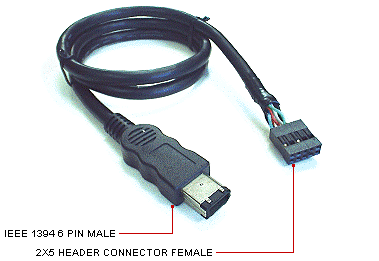 IEEE 1394 6 PIN MALE
2X5 HEADER CONNECTOR FEMALE